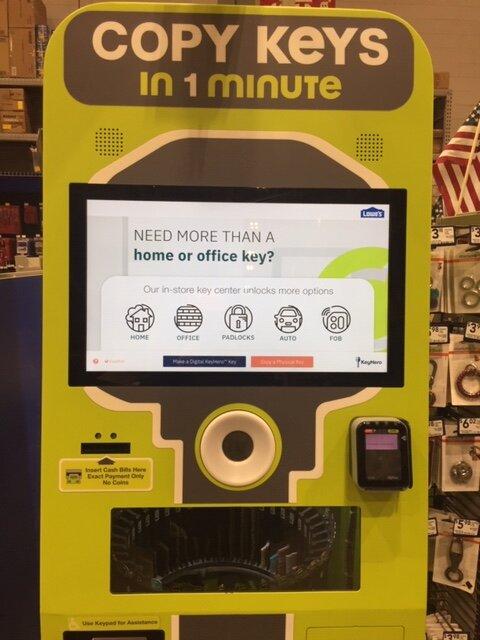 COPY KeYS
in 1 minuTe
Lowe's
NEED MORE THAN A
home or office key?
Our in-store key center unlocks more options
HOME OFFICE PADLOCKS AUTO FOB
Make a Digital KeyHero™ Key
Copy a Physical Key
KeyHero
Insert Cash Bills Here
Exact Payment Only
No Coins
Use Keypad for Assistance